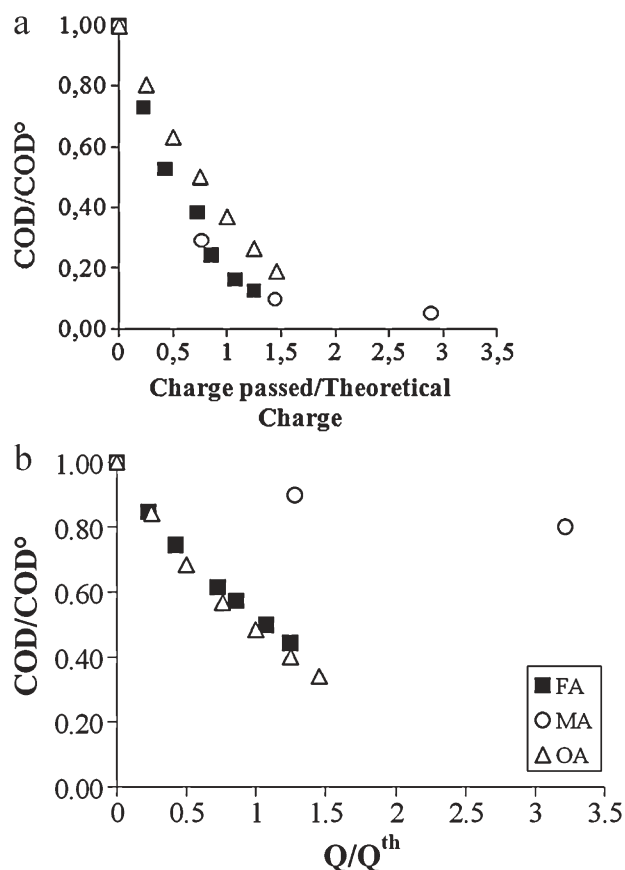 a
1,00
0,80
0,60
0,40
0,20
0,00
COD/COD°
0 0,5 1 1,5 2 2,5 3 3,5
Charge passed/Theoretical
Charge
b
1.00
0.80
0.60
0.40
0.20
0.00
COD/COD°
FA
MA
OA
0 0.5 1 1.5 2 2.5 3 3.5
Q/Q^th